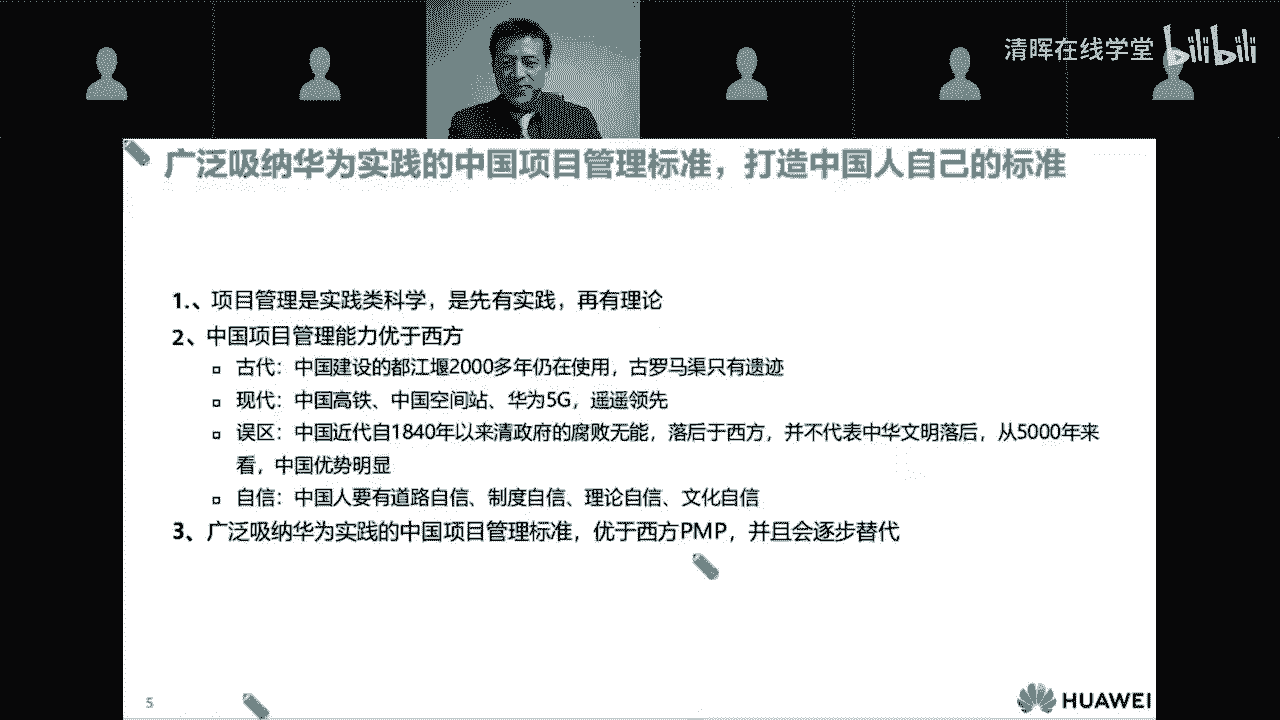 清晖在线学堂 bilibili
广泛吸纳华为实践的中国项目管理标准，打造中国人自己的标准
1.、项目管理是实践类科学，是先有实践，再有理论
2、中国项目管理能力优于西方
古代：中国建设的都江堰2000多年仍在使用，古罗马渠只有遗迹
现代：中国高铁、中国空间站、华为5G，遥遥领先
误区：中国近代自1840年以来清政府的腐败无能，落后于西方，并不代表中华文明落后，从5000年来
看，中国优势明显
自信：中国人要有道路自信、制度自信、理论自信、文化自信
3、广泛吸纳华为实践的中国项目管理标准，优于西方PMP，并且会逐步替代
5
HUAWEI